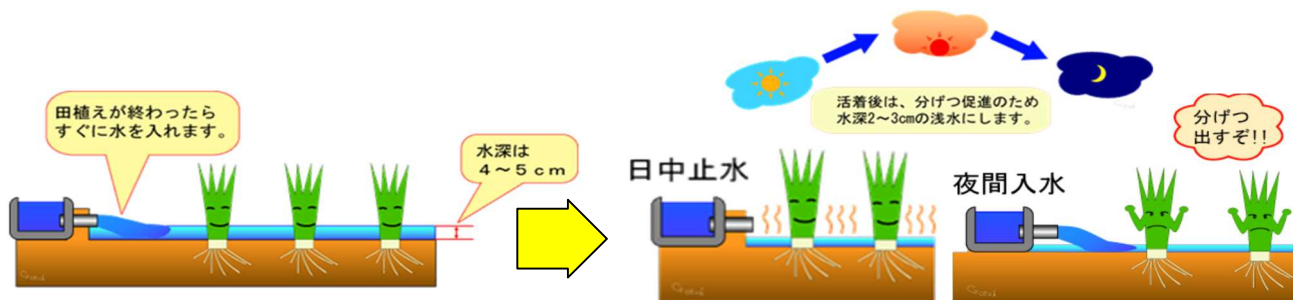 田植えが終わったら
すぐに水を入れます。
水深は
４～５ｃｍ
活着後は、分げつ促進のため
水深2～3cmの浅水にします。
日中止水
夜間入水
分げつ
出すぞ!!